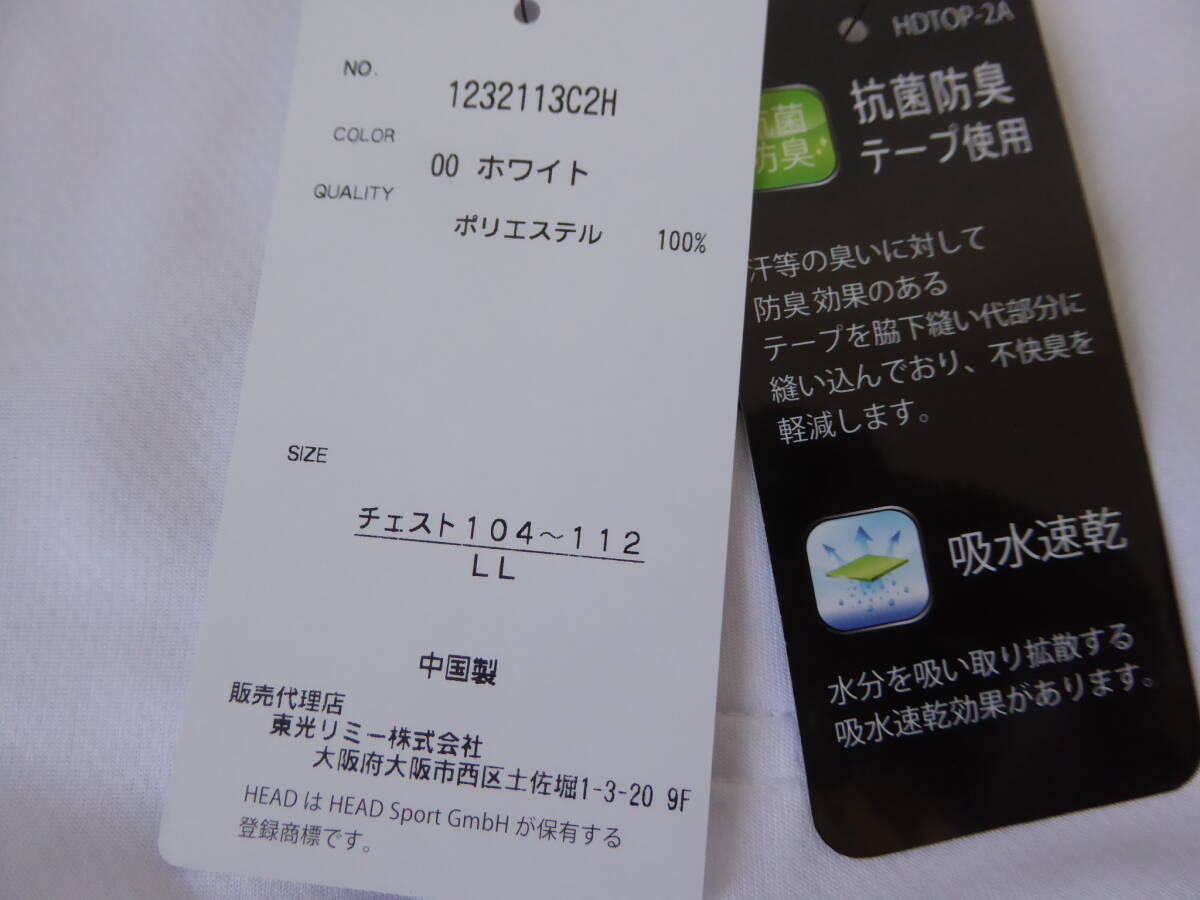 NO.
1232113C2H
COLOR
00 ホワイト
QUALITY
ポリエステル 100%
SIZE
チェスト104～112
LL
中国製
販売代理店
東光リミー株式会社
大阪府大阪市西区土佐堀1-3-20 9F
HEAD は HEAD Sport GmbH が保有する
登録商標です。
HDTOP-2A
抗菌
防臭
抗菌防臭
テープ使用
汗等の臭いに対して
防臭効果のある
テープを脇下縫い代部分に
縫い込んでおり、不快臭を
軽減します。
吸水速乾
水分を吸い取り拡散する
吸水速乾効果があります。